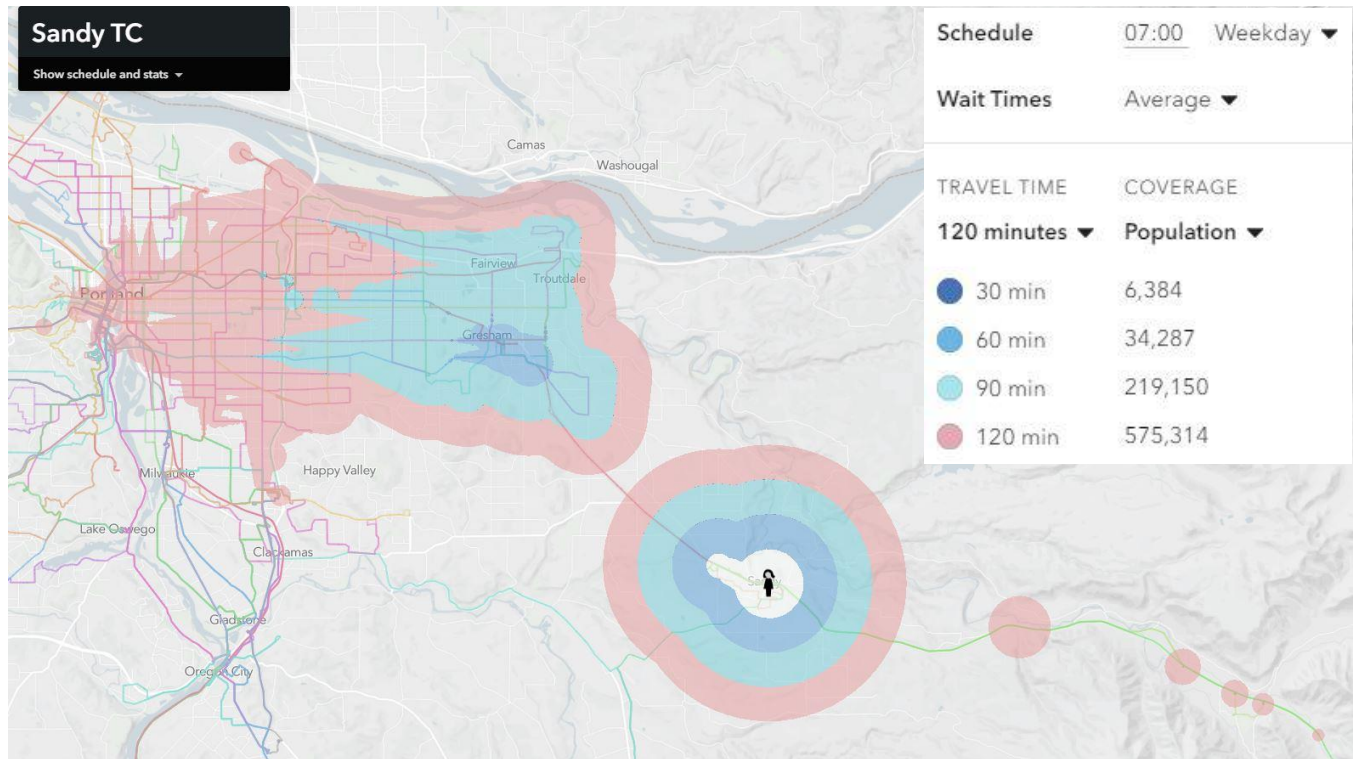 Sandy TC
Show schedule and stats
Schedule 07:00 Weekday
Wait Times Average
TRAVEL TIME COVERAGE
120 minutes Population
30 min 6,384
60 min 34,287
90 min 219,150
120 min 575,314
Camas
Washougal
Fairview
Troutdale
Portland
Gresham
Happy Valley
Milwaukie
Lake Oswego
Clackamas
Sandy
Gladstone
Oregon City